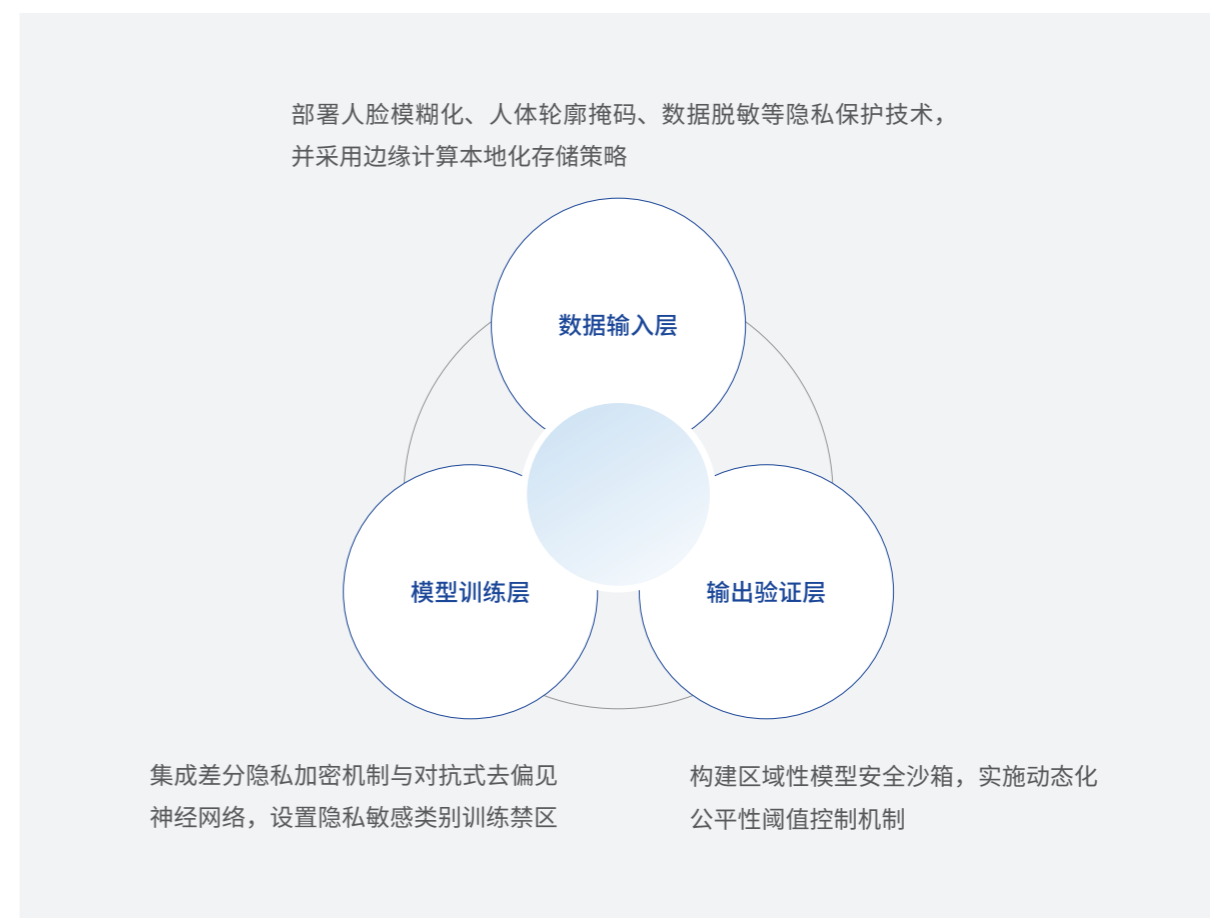 部署人脸模糊化、人体轮廓掩码、数据脱敏等隐私保护技术，
并采用边缘计算本地化存储策略
数据输入层
模型训练层
输出验证层
集成差分隐私加密机制与对抗式去偏见
神经网络，设置隐私敏感类别训练禁区
构建区域性模型安全沙箱，实施动态化
公平性阈值控制机制